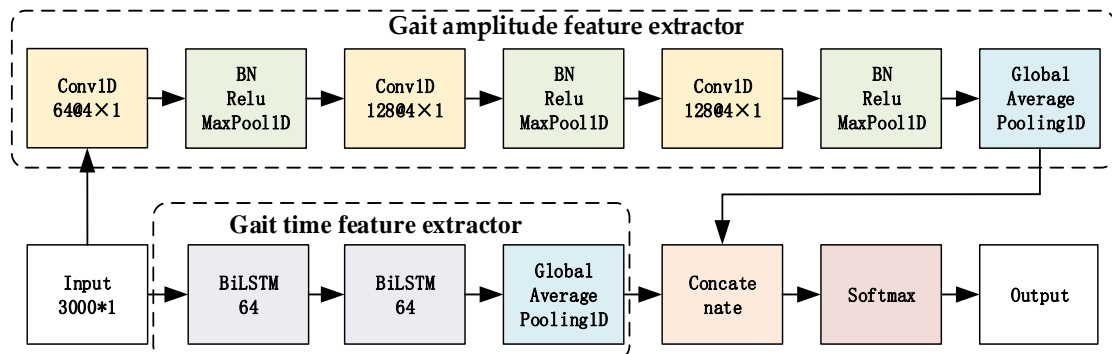 Gait amplitude feature extractor
Conv1D
64@4×1
BN
Relu
MaxPool1D
Conv1D
128@4×1
BN
Relu
MaxPool1D
Conv1D
128@4×1
BN
Relu
MaxPool1D
Global
Average
Pooling1D
Gait time feature extractor
Input
3000*1
BiLSTM
64
BiLSTM
64
Global
Average
Pooling1D
Concate
nate
Softmax
Output